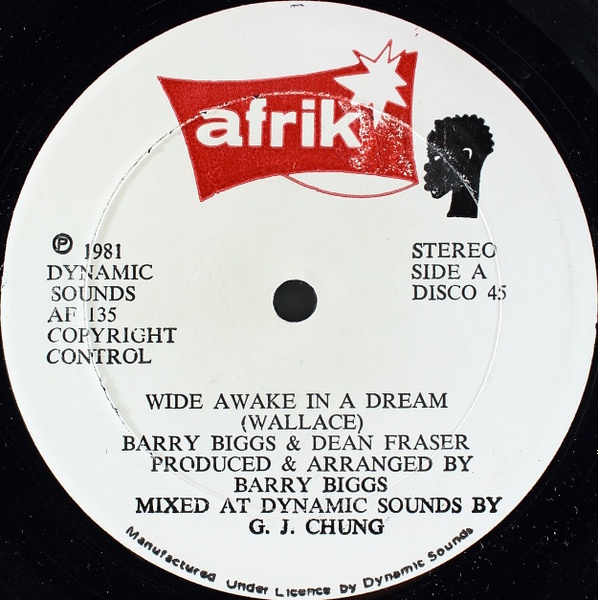 afrik
℗ 1981
DYNAMIC
SOUNDS
AF 135
COPYRIGHT
CONTROL
STEREO
SIDE A
DISCO 45
WIDE AWAKE IN A DREAM
(WALLACE)
BARRY BIGGS & DEAN FRASER
PRODUCED & ARRANGED BY
BARRY BIGGS
MIXED AT DYNAMIC SOUNDS BY
G. J. CHUNG
Manufactured Under Licence by Dynamic Sounds